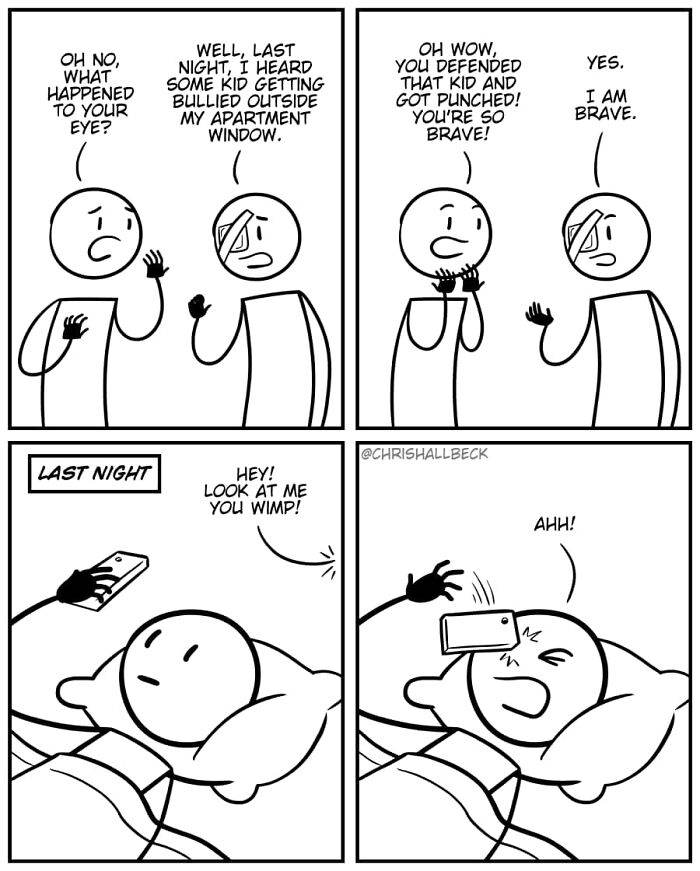 OH NO,
WHAT
HAPPENED
TO YOUR
EYE?
WELL, LAST
NIGHT, I HEARD
SOME KID GETTING
BULLIED OUTSIDE
MY APARTMENT
WINDOW.
OH WOW,
YOU DEFENDED
THAT KID AND
GOT PUNCHED!
YOU'RE SO
BRAVE!
YES.
I AM
BRAVE.
LAST NIGHT
HEY!
LOOK AT ME
YOU WIMP!
@CHRISHALLBECK
AHH!